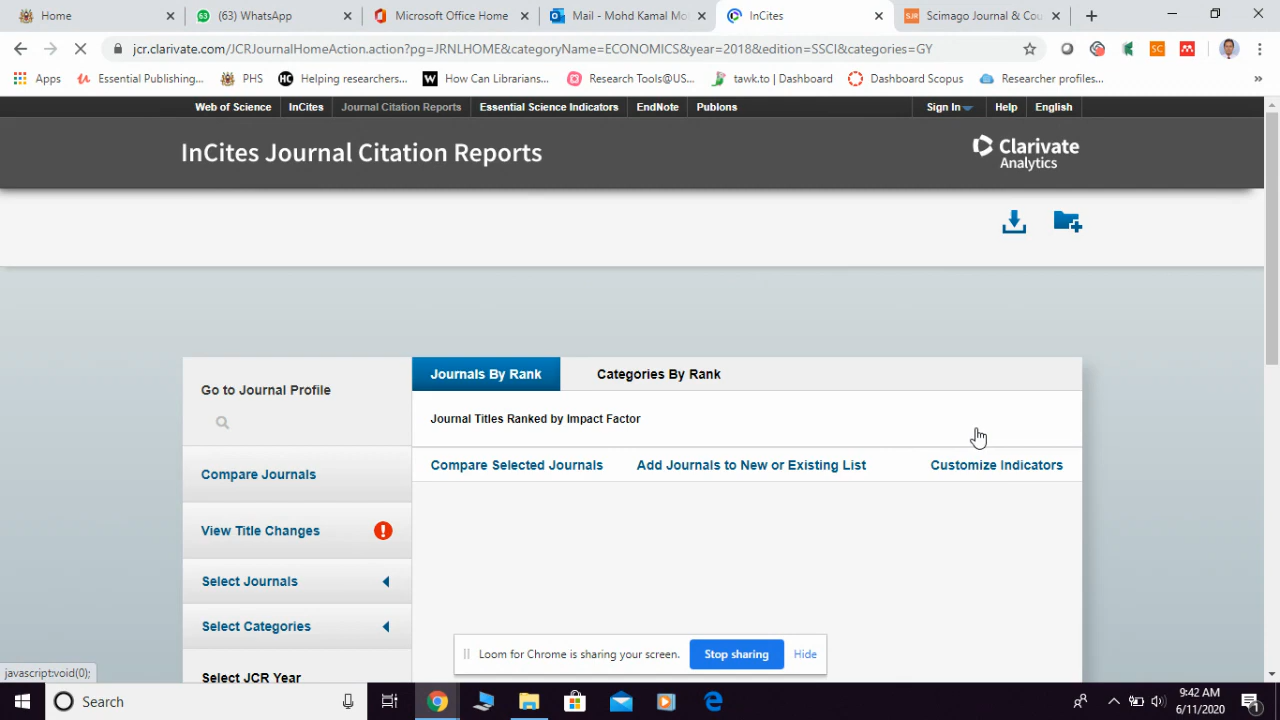 Home
(63) WhatsApp
Microsoft Office Home
Mail - Mohd Kamal Mo
InCites
SJR Scimago Journal & Cou
jcr.clarivate.com/JCRJournalHomeAction.action?pg=JRNLHOME&categoryName=ECONOMICS&year=2018&edition=SSCI&categories=GY
SC
Apps
Essential Publishing...
PHS
HC Helping researchers...
W How Can Librarians...
Research Tools@US...
tawk.to | Dashboard
Dashboard Scopus
Researcher profiles...
»
Web of Science
InCites
Journal Citation Reports
Essential Science Indicators
EndNote
Publons
Sign In
Help
English
InCites Journal Citation Reports
Clarivate
Analytics
Go to Journal Profile
Journals By Rank
Categories By Rank
Journal Titles Ranked by Impact Factor
Compare Selected Journals
Add Journals to New or Existing List
Customize Indicators
Compare Journals
View Title Changes
!
Select Journals
Select Categories
Select JCR Year
Loom for Chrome is sharing your screen.
Stop sharing
Hide
javascript:void(0);
Search
9:42 AM
6/11/2020
1